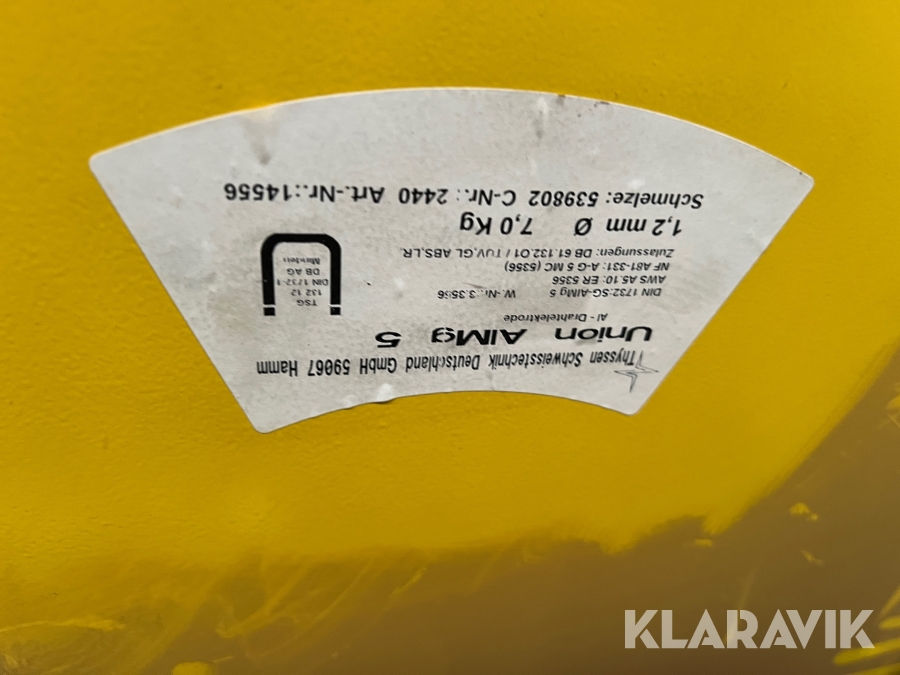 Thyssen Schweisstechnik Deutschland GmbH 59067 Hamm
Union AlMg 5
Al - Drahtelektrode
DIN 1732:SG-AlMg 5 W.-Nr.:3.3556
AWS A5.10: ER 5356
NF A81-331: A-G 5 MC (5356)
Zulassungen: DB 61.132.01 / TÜV,GL ABS,LR.
TSG
132 12
DIN 1732-1
DB AG
Minden
1,2 mm Ø 7,0 Kg
Schmelze: 539802 C-Nr.: 2440 Art.-Nr.:14556
KLARAVIK